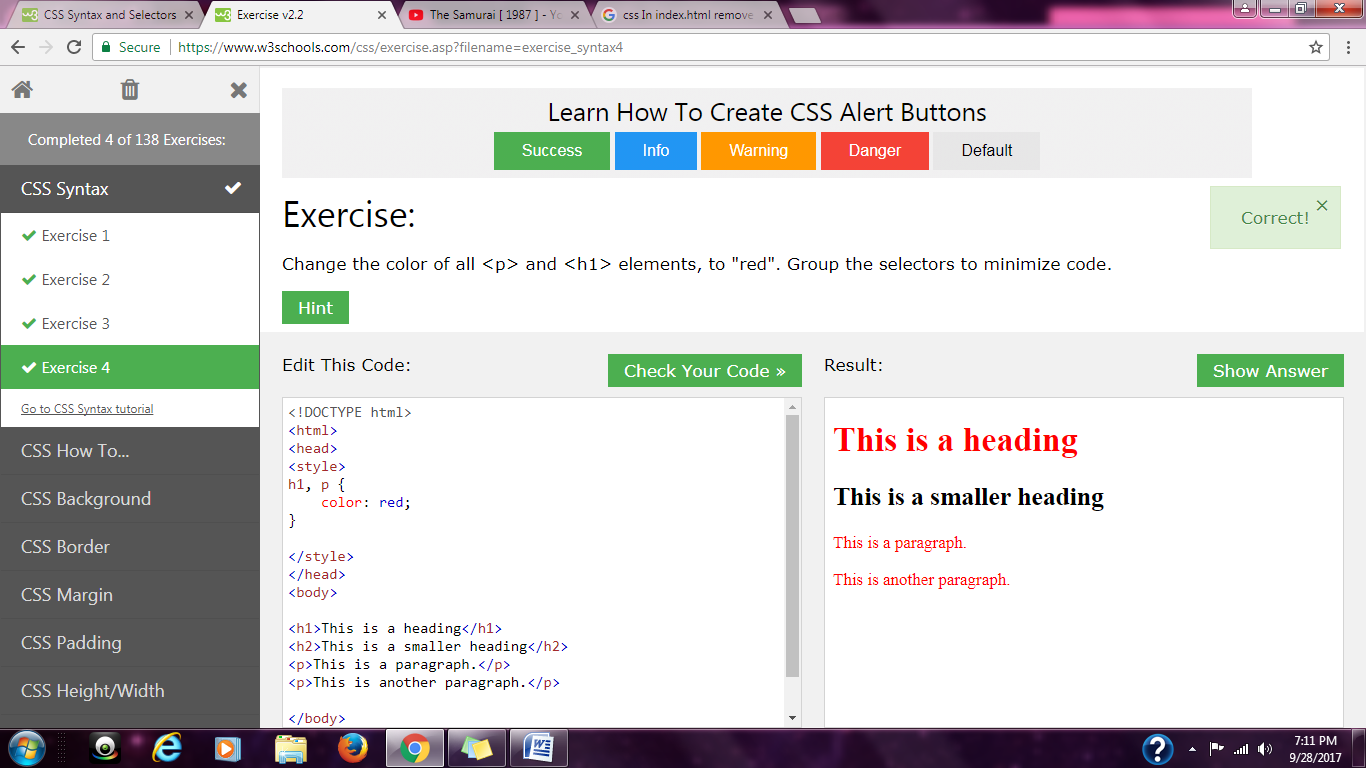 CSS Syntax and Selectors
Exercise v2.2
The Samurai [ 1987 ] - Yo
css In index.html remove
Secure
https://www.w3schools.com/css/exercise.asp?filename=exercise_syntax4
Completed 4 of 138 Exercises:
CSS Syntax
Exercise 1
Exercise 2
Exercise 3
Exercise 4
Go to CSS Syntax tutorial
CSS How To...
CSS Background
CSS Border
CSS Margin
CSS Padding
CSS Height/Width
Learn How To Create CSS Alert Buttons
Success Info Warning Danger Default
Exercise:
Correct!
Change the color of all <p> and <h1> elements, to "red". Group the selectors to minimize code.
Hint
Edit This Code:
Check Your Code »
<!DOCTYPE html>
<html>
<head>
<style>
h1, p {
    color: red;
}
</style>
</head>
<body>
<h1>This is a heading</h1>
<h2>This is a smaller heading</h2>
<p>This is a paragraph.</p>
<p>This is another paragraph.</p>
</body>
Result:
Show Answer
This is a heading
This is a smaller heading
This is a paragraph.
This is another paragraph.
7:11 PM
9/28/2017